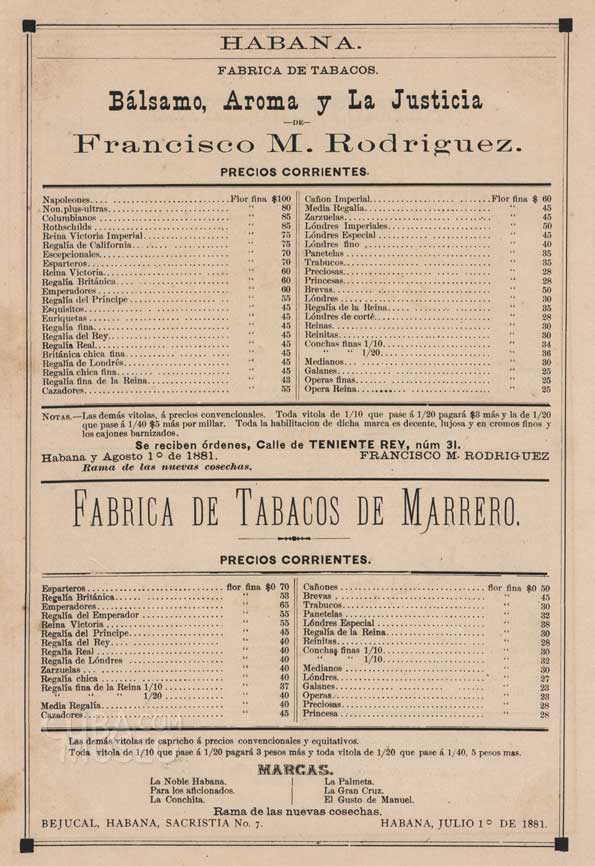 HABANA.
FABRICA DE TABACOS.
Bálsamo, Aroma y La Justicia
—DE—
Francisco M. Rodriguez.
PRECIOS CORRIENTES.
Napoleones.... Flor fina $100
Non.plus-ultras. " 80
Columbianos " 85
Rothschilds " 85
Reina Victoria Imperial " 75
Regalía de California " 75
Escepcionales. " 70
Esparteros " 70
Reina Victoria. " 60
Regalía Británica. " 60
Emperadores " 60
Regalía del Príncipe " 55
Esquisitos. " 45
Enriquetas " 45
Regalía fina. " 45
Regalía del Rey " 45
Regalía Real. " 45
Británica chica fina " 45
Regalía de Londrés. " 45
Regalía chica fina. " 45
Regalía fina de la Reina " 43
Cazadores. " 55
Cañon Imperial. Flor fina $ 60
Media Regalía. " 45
Zarzuelas. " 45
Lóndres Imperiales " 50
Lóndres Especial " 45
Lóndres fino " 40
Panetelas " 35
Trabucos. " 35
Preciosas. " 28
Princesas. " 28
Brevas. " 50
Lóndres " 30
Regalía de la Reina. " 35
Lóndres de corté. " 28
Reinas. " 30
Reinitas. " 30
Conchas finas 1/10. " 34
" " 1/20. " 36
Medianos " 30
Galanes. " 25
Operas finas. " 25
Opera Reina. " 25
NOTAS.—Las demás vitolas, á precios convencionales. Toda vitola de 1/10 que pase á 1/20 pagará $3 más y la de 1/20
que pase á 1/40 $5 más por millar. Toda la habilitacion de dicha marca es decente, lujosa y en cromos finos y
los cajones barnizados.
Se reciben órdenes, Calle de TENIENTE REY, núm 31.
Habana y Agosto 1º de 1881. FRANCISCO M. RODRIGUEZ
Rama de las nuevas cosechas.
FABRICA DE TABACOS DE MARRERO.
PRECIOS CORRIENTES.
Esparteros flor fina $0 70
Regalía Británica. " 53
Emperadores " 65
Regalía del Emperador " 55
Reina Victoria " 55
Regalía del Príncipe. " 45
Regalía del Rey. " 40
Regalía Real " 40
Regalía de Lóndres " 40
Zarzuelas " 40
Regalía chica " 40
Regalía fina de la Reina 1/10 " 37
" " 1/20 " 40
Media Regalía. " 40
Cazadores. " 45
Cañones flor fina $0 50
Brevas " 45
Trabucos " 30
Panetelas " 32
Lóndres Especial " 38
Regalía de la Reina " 30
Reinitas. " 28
Conchas finas 1/10 " 30
" " 1/10 " 32
Medianos " 30
Lóndres. " 27
Galanes " 23
Operas " 23
Preciosas " 28
Princesa " 28
Las demás vitolas de capricho á precios convencionales y equitativos.
Toda vitola de 1/10 que pase á 1/20 pagará 3 pesos más y toda vitola de 1/20 que pase á 1/40, 5 pesos mas.
MARCAS.
La Noble Habana.
Para los aficionados.
La Conchita.
La Palmeta.
La Gran Cruz.
El Gusto de Manuel.
Rama de las nuevas cosechas.
BEJUCAL, HABANA, SACRISTIA No. 7. HABANA, JULIO 1º DE 1881.